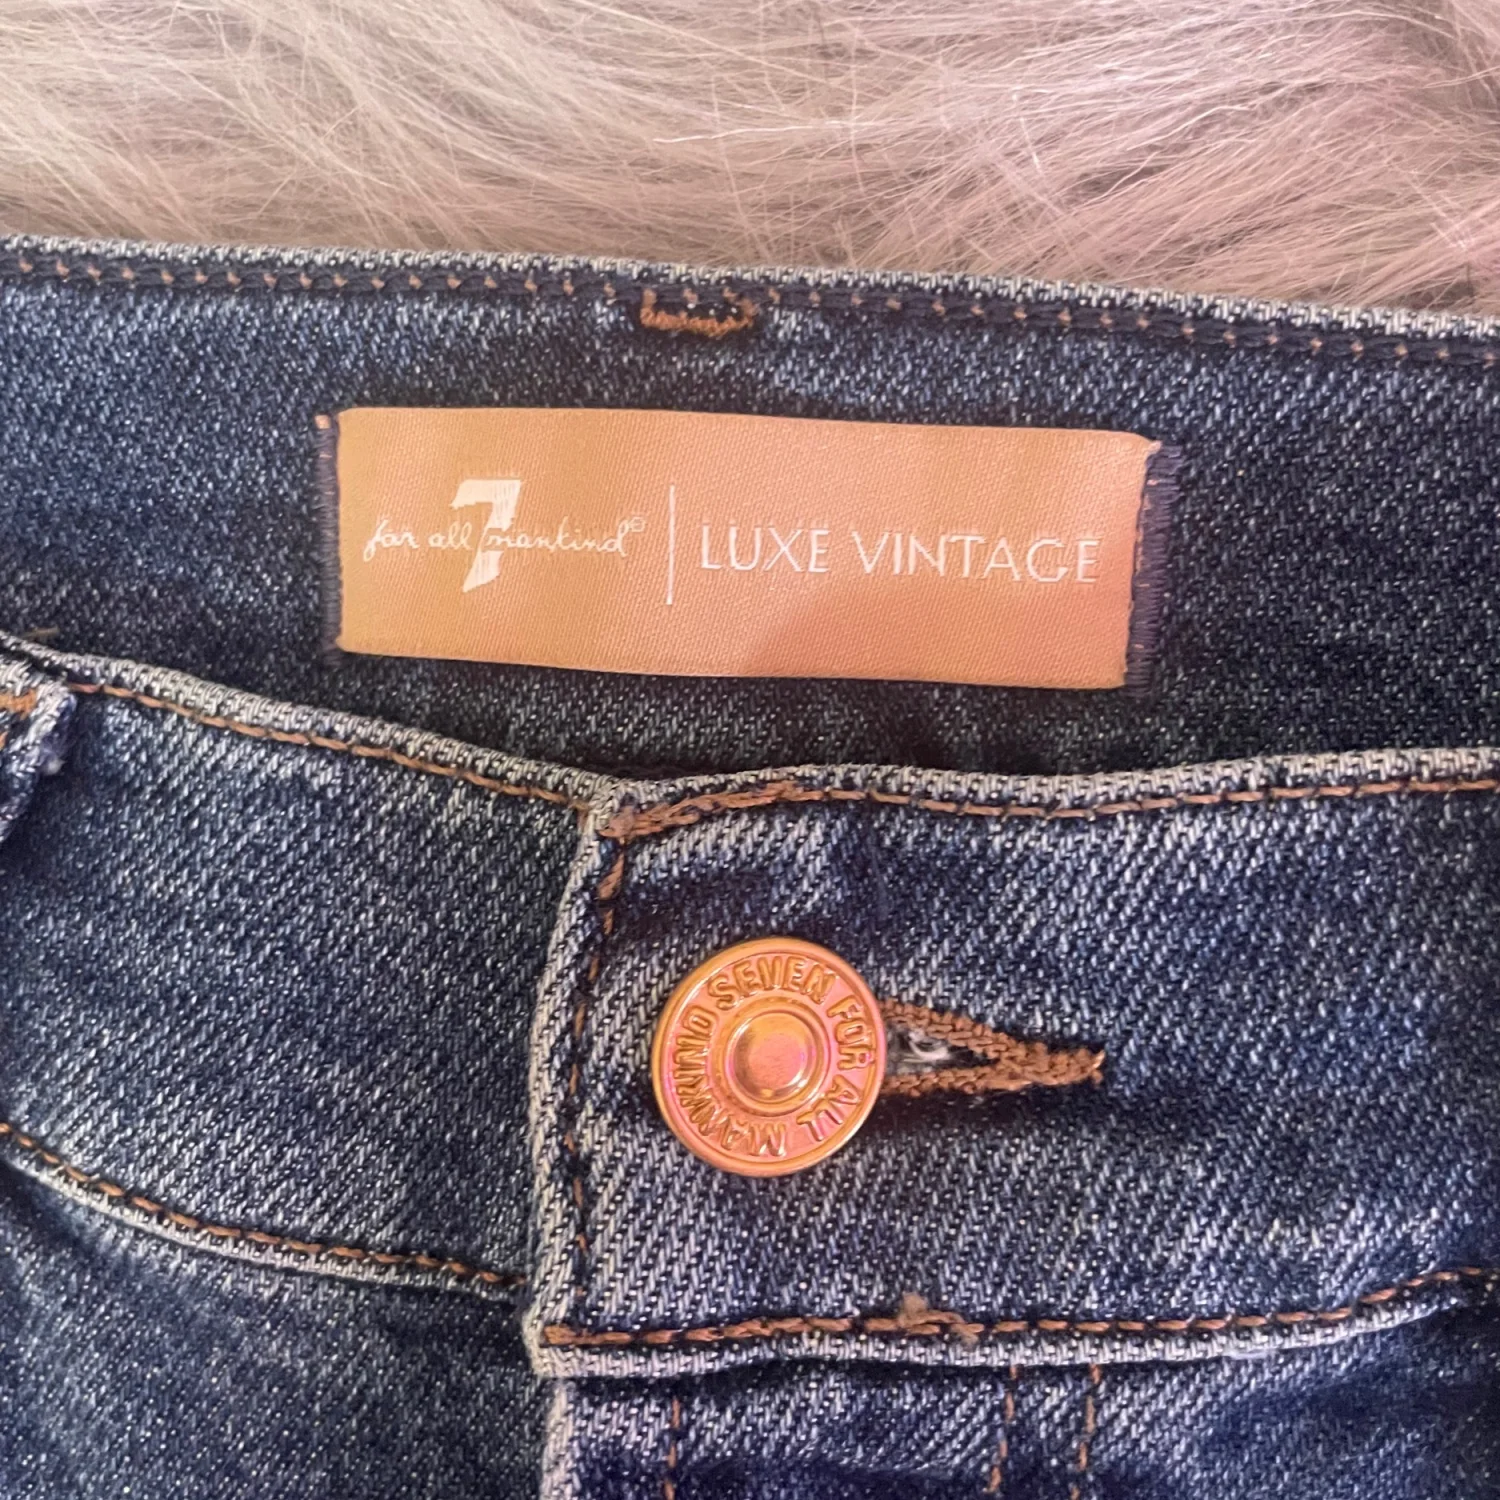 7 for all mankind® | LUXE VINTAGE
SEVEN FOR ALL MANKIND